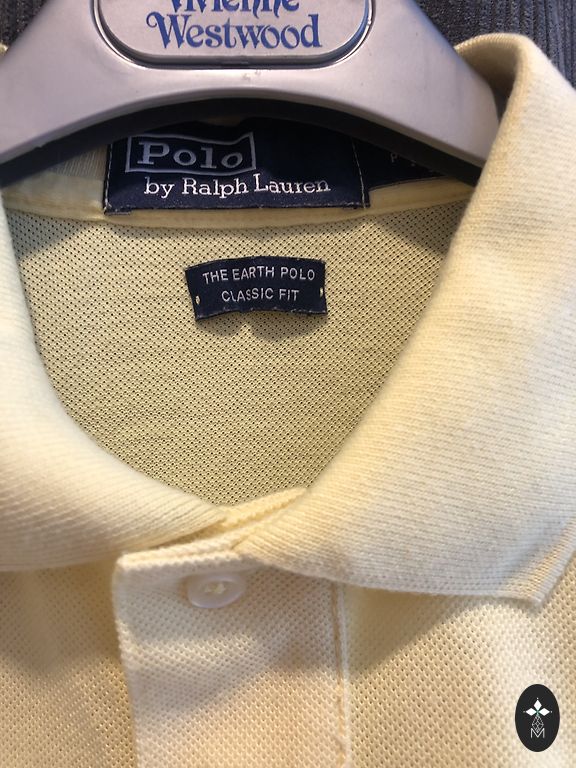 Vivienne
Westwood
Polo
by Ralph Lauren
THE EARTH POLO
CLASSIC FIT